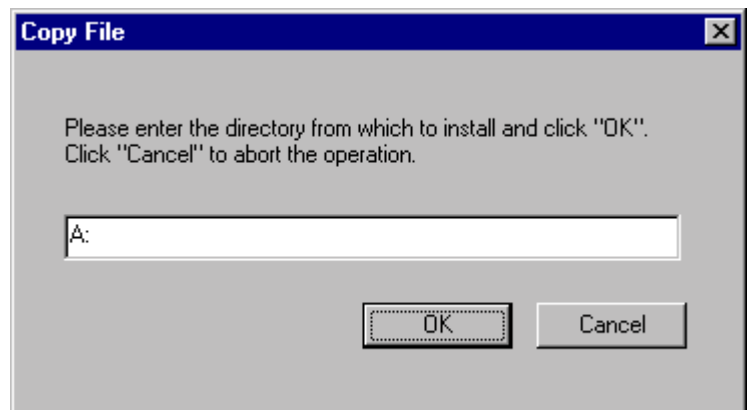 Copy File
Please enter the directory from which to install and click "OK".
Click "Cancel" to abort the operation.
A:
OK
Cancel